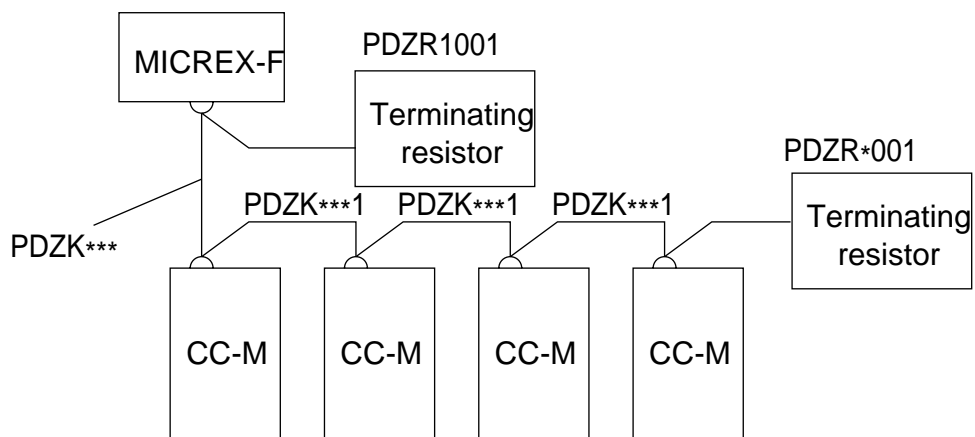 PDZR1001
MICREX-F
Terminating
resistor
PDZR*001
PDZK***1
PDZK***1
PDZK***1
Terminating
resistor
PDZK***
CC-M
CC-M
CC-M
CC-M